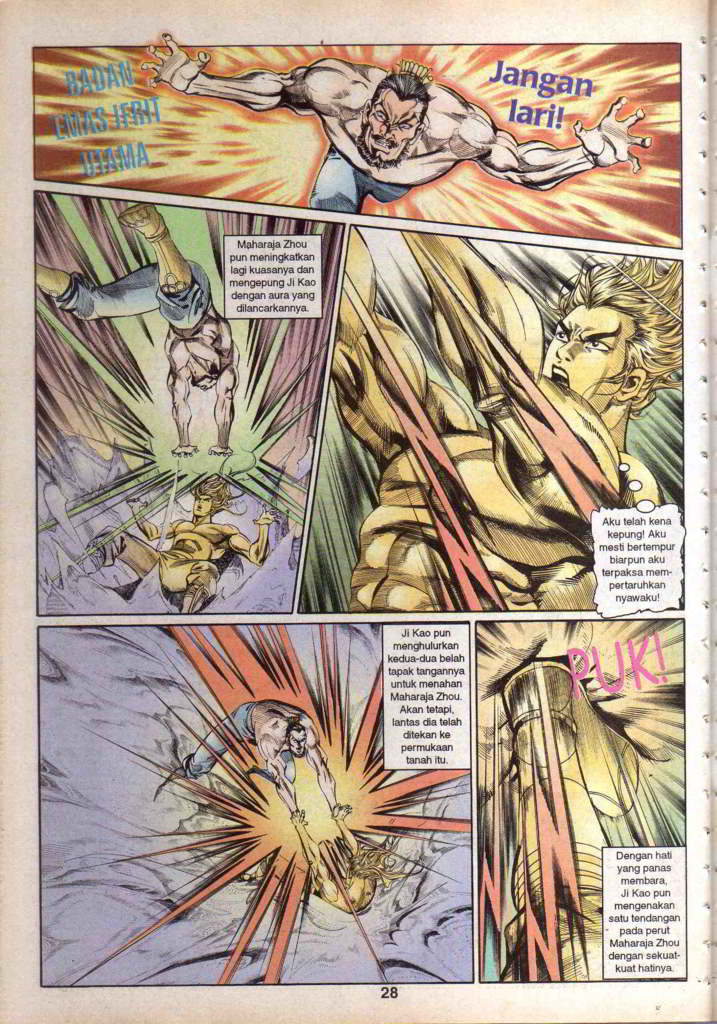 BADAN
EMAS IFRIT
UTAMA
Jangan
lari!
Maharaja Zhou
pun meningkatkan
lagi kuasanya dan
mengepung Ji Kao
dengan aura yang
dilancarkannya.
Aku telah kena
kepung! Aku
mesti bertempur
biarpun aku
terpaksa mem-
pertaruhkan
nyawaku!
Ji Kao pun
menghulurkan
kedua-dua belah
tapak tangannya
untuk menahan
Maharaja Zhou.
Akan tetapi,
lantas dia telah
ditekan ke
permukaan
tanah itu.
PUK!
Dengan hati
yang panas
membara,
Ji Kao pun
mengenakan
satu tendangan
pada perut
Maharaja Zhou
dengan sekuat-
kuat hatinya.
28